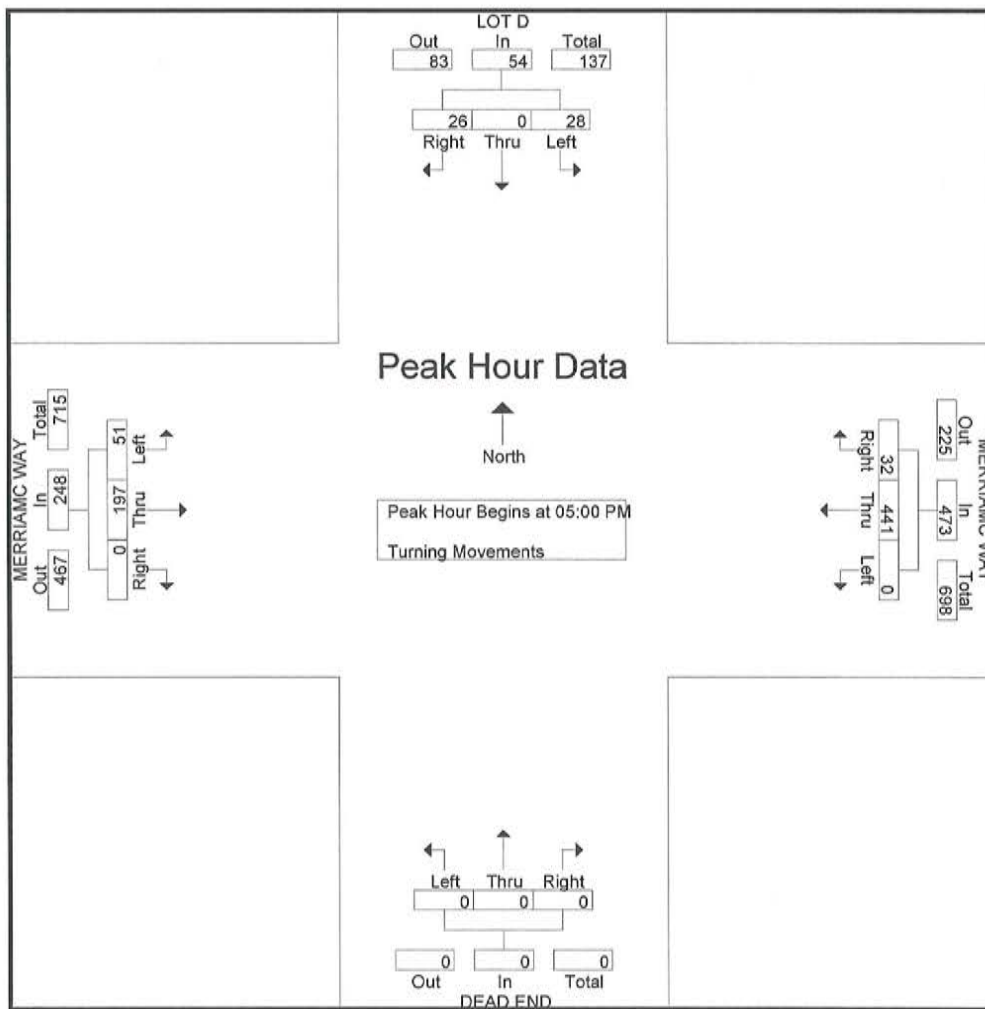 LOT D
Out In Total
83 54 137
26 0 28
Right Thru Left
Peak Hour Data
North
Peak Hour Begins at 05:00 PM
Turning Movements
MERRIAMC WAY
Out In Total
467 248 715
0 197 51
Right Thru Left
MERRIAMC WAY
Out In Total
225 473 698
32 441 0
Right Thru Left
Left Thru Right
0 0 0
0 0 0
Out In Total
DEAD END